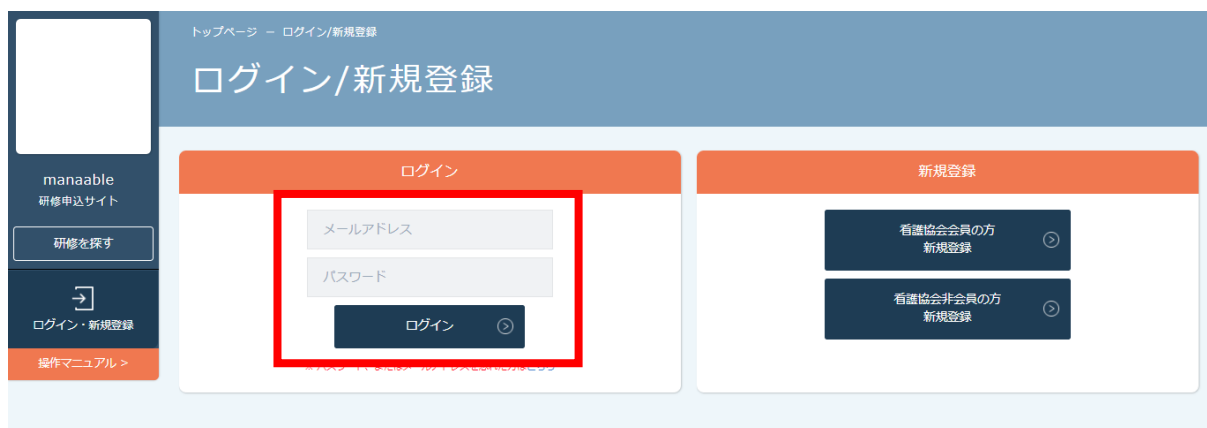 トップページ － ログイン/新規登録
ログイン/新規登録
manaable
研修申込サイト
研修を探す
ログイン・新規登録
操作マニュアル >
ログイン
メールアドレス
パスワード
ログイン
新規登録
看護協会会員の方
新規登録
看護協会非会員の方
新規登録